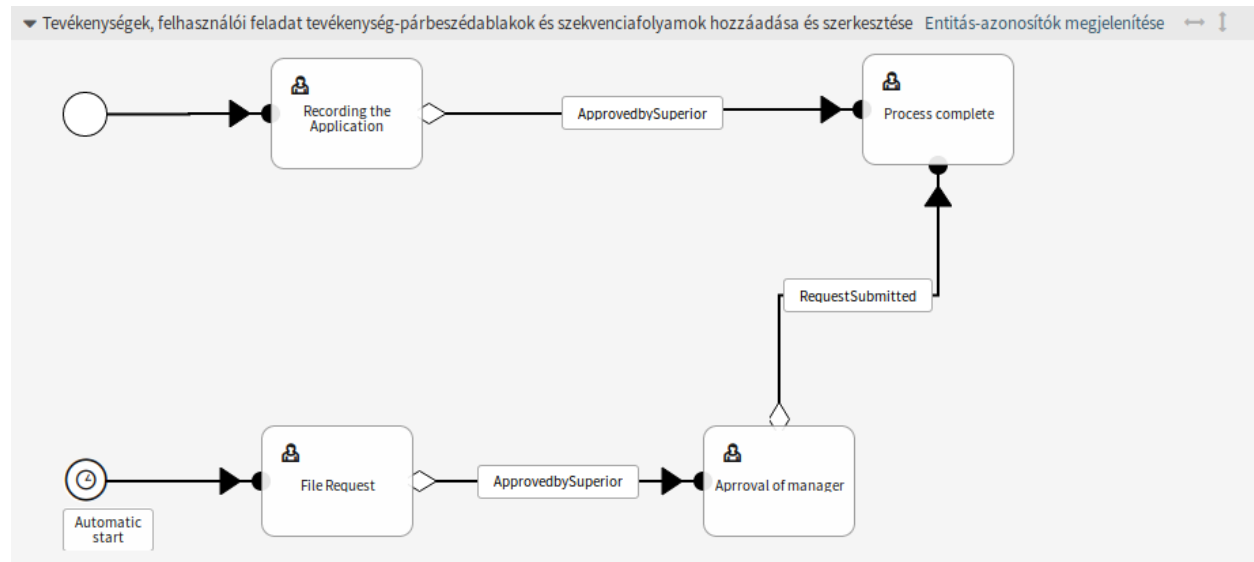 Tevékenységek, felhasználói feladat tevékenység-párbeszédablakok és szekvenciafolyamok hozzáadása és szerkesztése Entitás-azonosítók megjelenítése
Recording the
Application
ApprovedbySuperior
Process complete
RequestSubmitted
File Request
ApprovedbySuperior
Aprroval of manager
Automatic
start